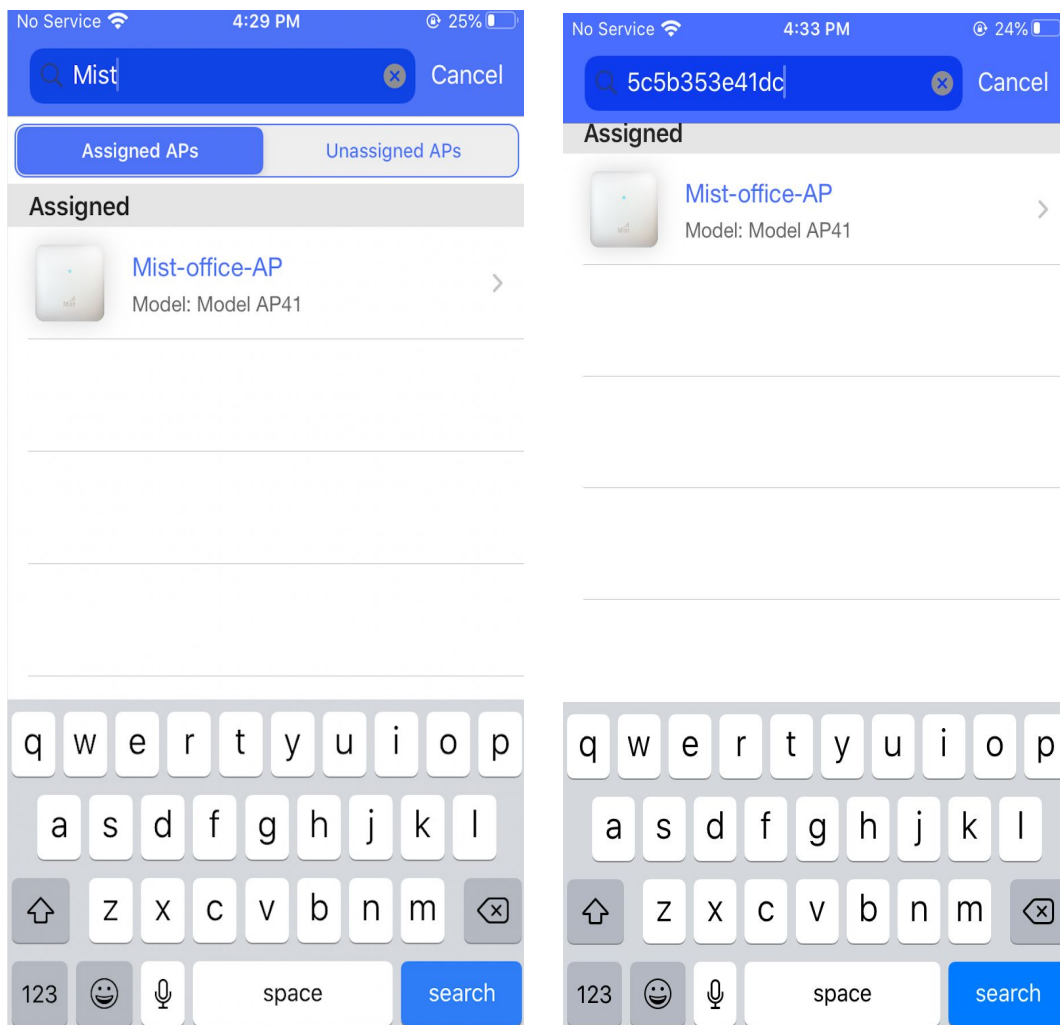 No Service 4:29 PM 25%
Mist Cancel
Assigned APs Unassigned APs
Assigned
Mist-office-AP
Model: Model AP41
q w e r t y u i o p
a s d f g h j k l
z x c v b n m
123 space search
No Service 4:33 PM 24%
5c5b353e41dc Cancel
Assigned
Mist-office-AP
Model: Model AP41
q w e r t y u i o p
a s d f g h j k l
z x c v b n m
123 space search